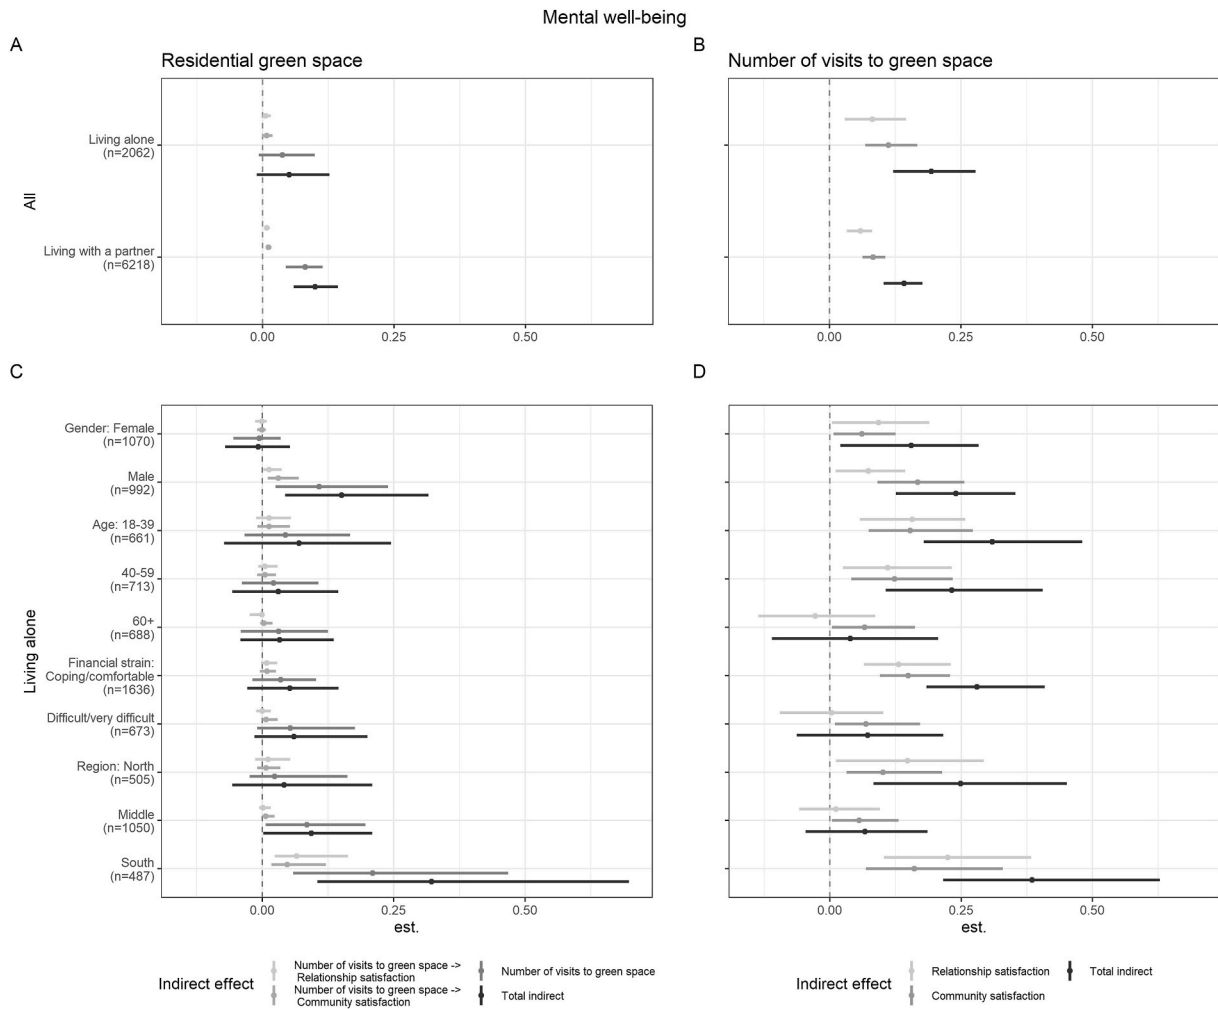 Mental well-being
A
Residential green space
Living alone
(n=2062)
Living with a partner
(n=6218)
All
0.00
0.25
0.50
B
Number of visits to green space
0.00
0.25
0.50
C
Gender: Female
(n=1070)
Male
(n=992)
Age: 18-39
(n=661)
40-59
(n=713)
60+
(n=688)
Financial strain:
Coping/comfortable
(n=1636)
Difficult/very difficult
(n=673)
Region: North
(n=505)
Middle
(n=1050)
South
(n=487)
Living alone
0.00
0.25
0.50
est.
D
0.00
0.25
0.50
est.
Indirect effect
Number of visits to green space ->
Relationship satisfaction
Number of visits to green space ->
Community satisfaction
Number of visits to green space
Total indirect
Indirect effect
Relationship satisfaction
Community satisfaction
Total indirect